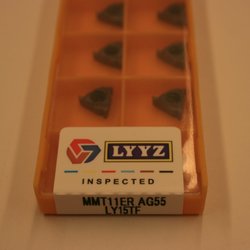 LYYZ
INSPECTED
MMT11ER AG55
LY15TF